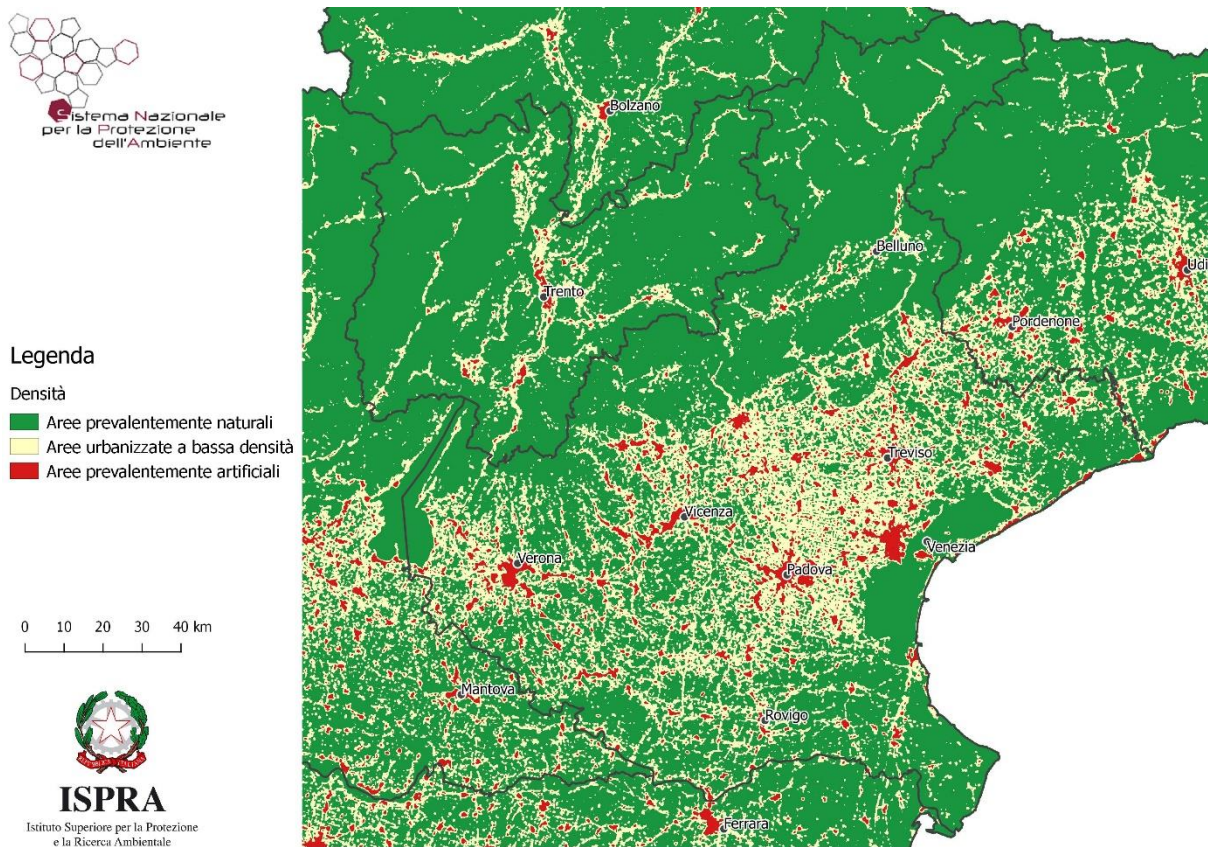 Sistema Nazionale
per la Protezione
dell'Ambiente
Legenda
Densità
Aree prevalentemente naturali
Aree urbanizzate a bassa densità
Aree prevalentemente artificiali
0 10 20 30 40 km
ISPRA
Istituto Superiore per la Protezione
e la Ricerca Ambientale
Bolzano
Belluno
Udi
Trento
Pordenone
Treviso
Vicenza
Venezia
Verona
Padova
Mantova
Rovigo
Ferrara